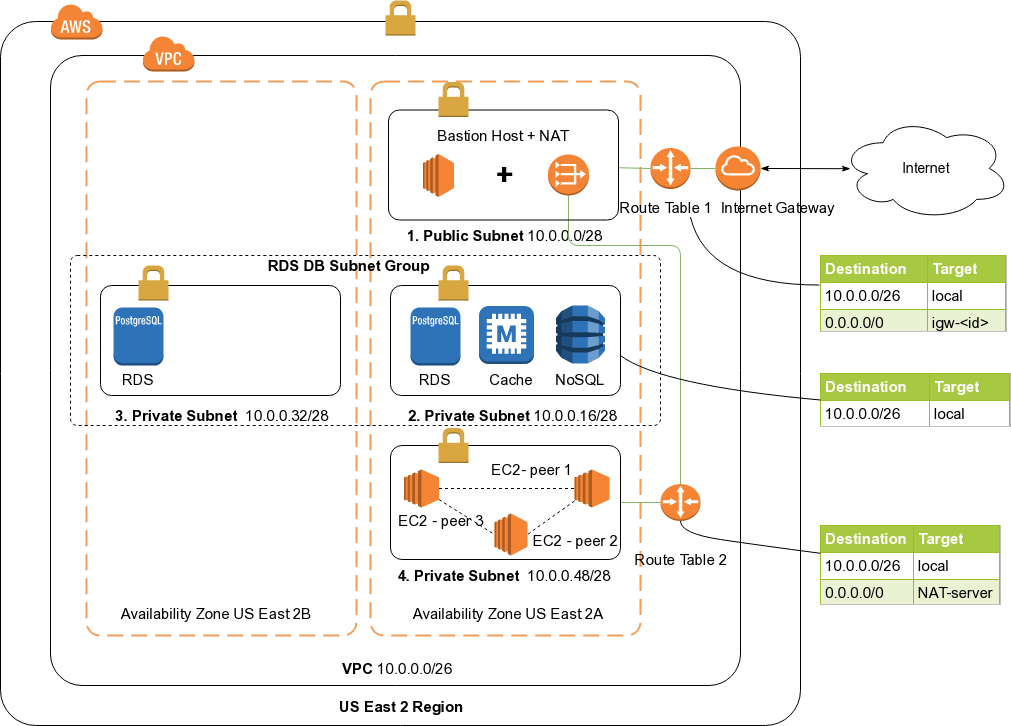 AWS
VPC
Bastion Host + NAT
+
Route Table 1
Internet Gateway
Internet
1. Public Subnet 10.0.0.0/28
RDS DB Subnet Group
Destination Target
10.0.0.0/26 local
0.0.0.0/0 igw-<id>
PostgreSQL
RDS
PostgreSQL
RDS
M
Cache
NoSQL
3. Private Subnet 10.0.0.32/28
2. Private Subnet 10.0.0.16/28
Destination Target
10.0.0.0/26 local
EC2- peer 1
EC2 - peer 3
EC2 - peer 2
Route Table 2
4. Private Subnet 10.0.0.48/28
Destination Target
10.0.0.0/26 local
0.0.0.0/0 NAT-server
Availability Zone US East 2B
Availability Zone US East 2A
VPC 10.0.0.0/26
US East 2 Region